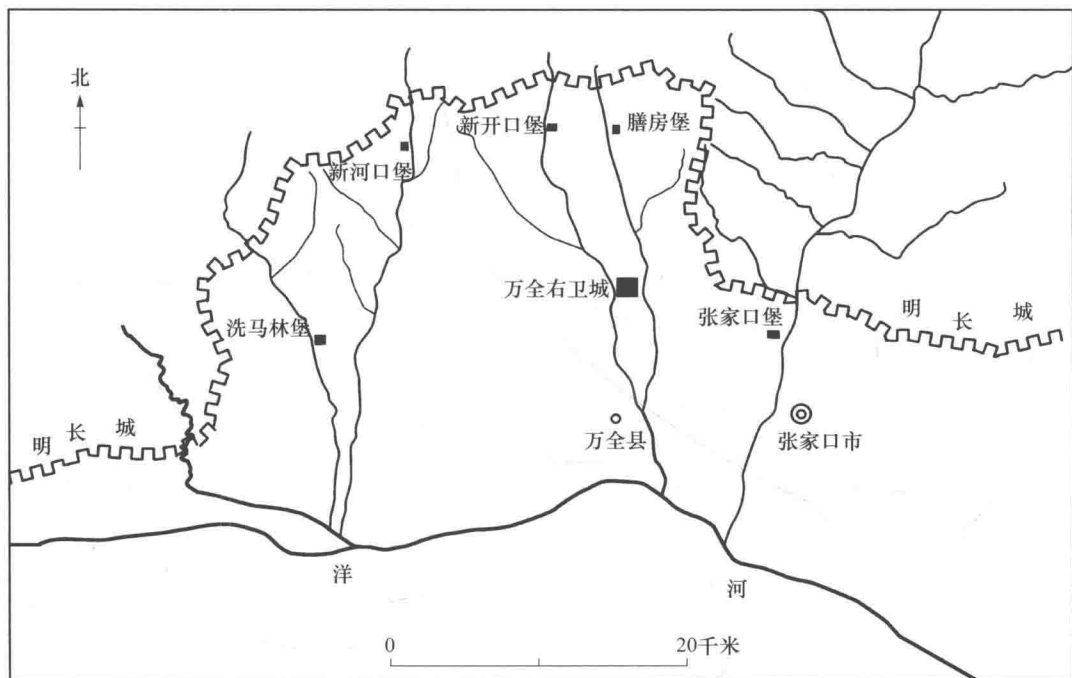 北
新开口堡
膳房堡
新河口堡
万全右卫城
洗马林堡
张家口堡
明长城
明长城
万全县
张家口市
洋河
0
20千米